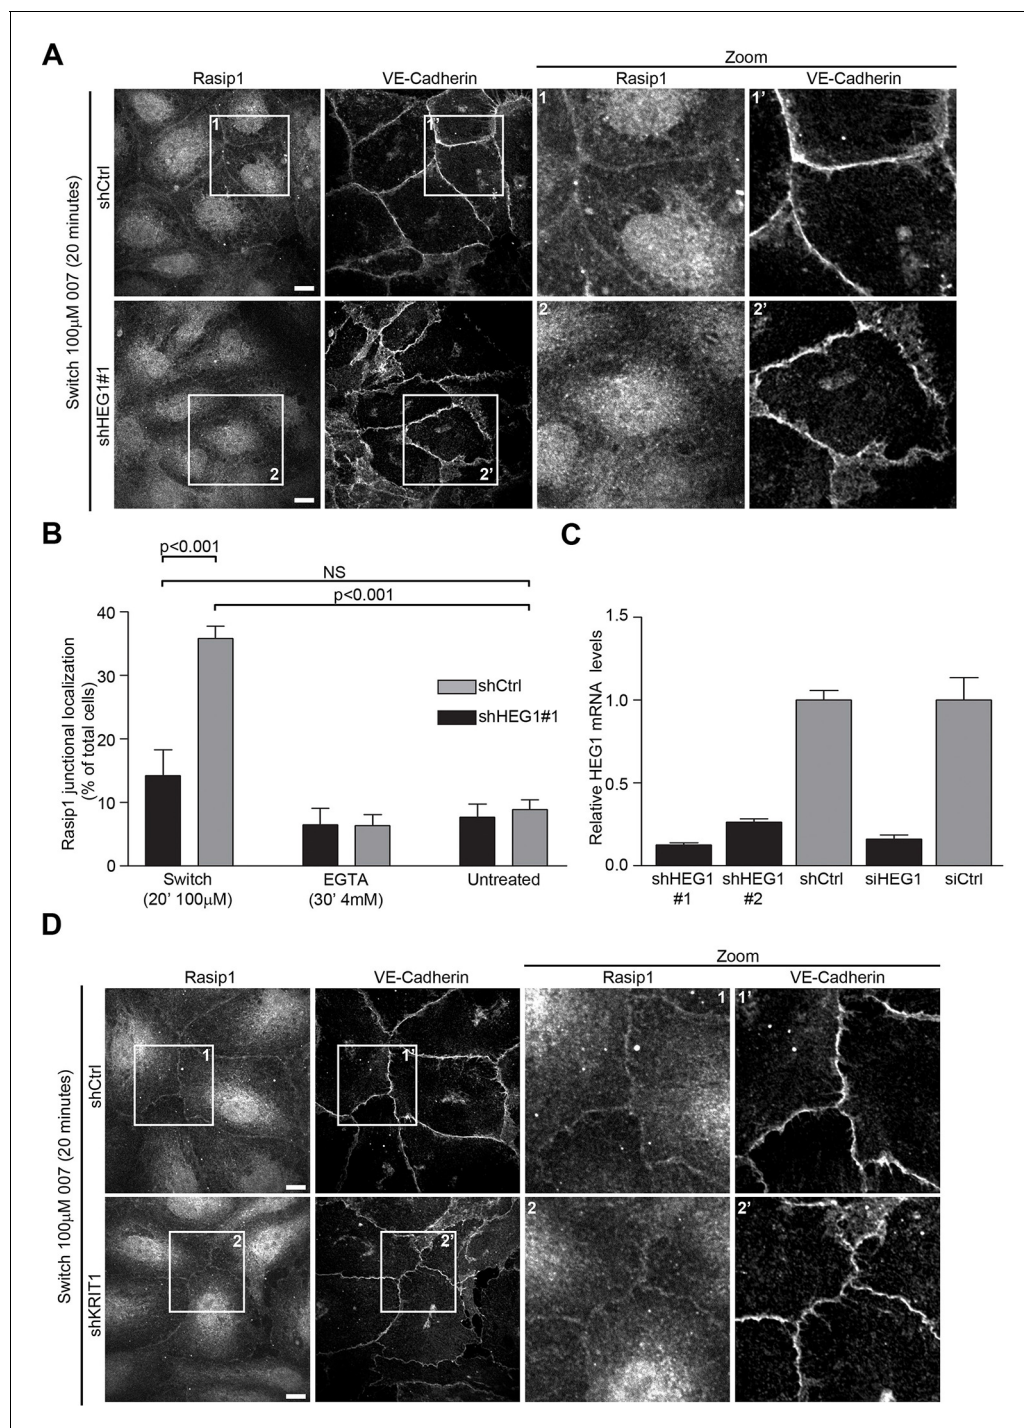 A
Zoom
Rasip1
VE-Cadherin
Rasip1
VE-Cadherin
Switch 100μM 007 (20 minutes)
shCtrl
1
1’
1
1’
shHEG1#1
2
2’
2
2’
B
p<0.001
NS
p<0.001
Rasip1 junctional localization
(% of total cells)
40
30
20
10
0
shCtrl
shHEG1#1
Switch
(20’ 100μM)
EGTA
(30’ 4mM)
Untreated
C
Relative HEG1 mRNA levels
1.5
1.0
0.5
0.0
shHEG1
#1
shHEG1
#2
shCtrl
siHEG1
siCtrl
D
Zoom
Rasip1
VE-Cadherin
Rasip1
VE-Cadherin
Switch 100μM 007 (20 minutes)
shCtrl
1
1’
1
1’
shKRIT1
2
2’
2
2’